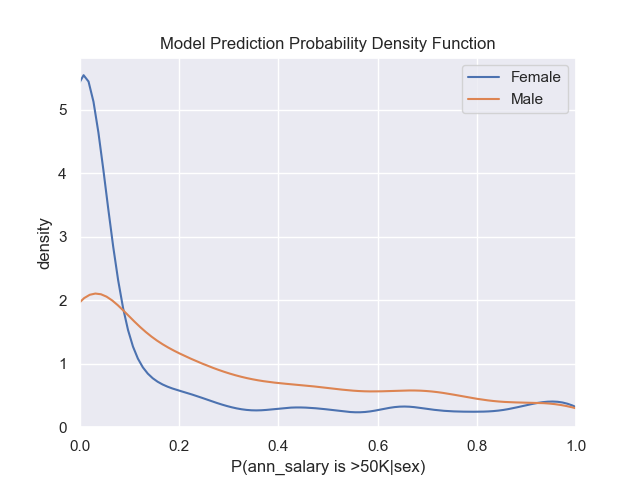 Model Prediction Probability Density Function
Female
Male
density
5
4
3
2
1
0
0.0 0.2 0.4 0.6 0.8 1.0
P(ann_salary is >50K|sex)